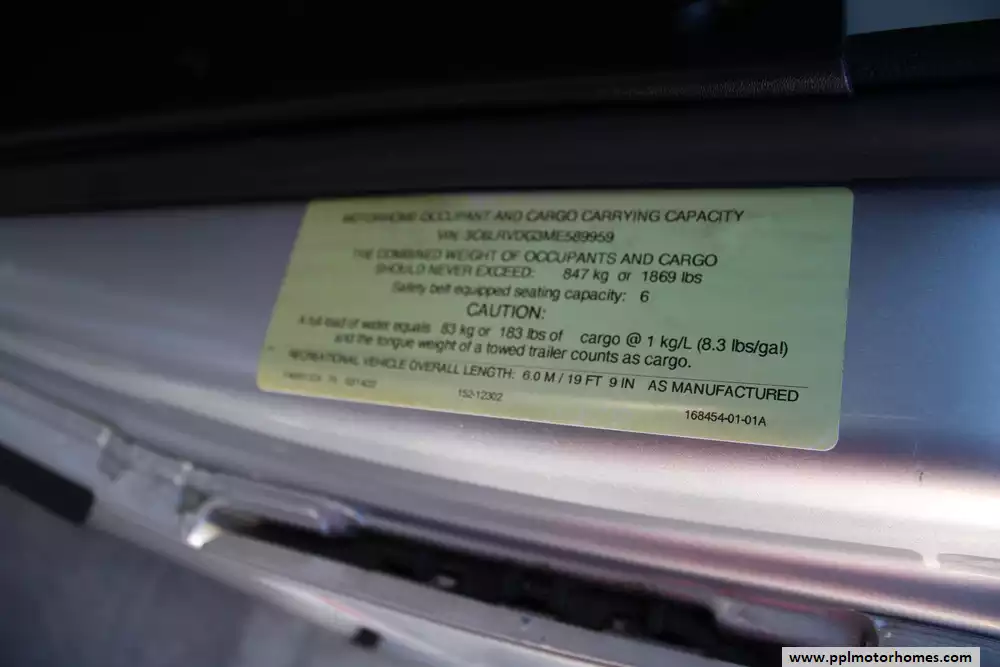 MOTORHOME OCCUPANT AND CARGO CARRYING CAPACITY
VIN: 3C6LRVDG3ME589959
THE COMBINED WEIGHT OF OCCUPANTS AND CARGO
SHOULD NEVER EXCEED: 847 kg or 1869 lbs
Safety belt equipped seating capacity: 6
CAUTION:
A full load of water equals 83 kg or 183 lbs of cargo @ 1 kg/L (8.3 lbs/gal)
and the tongue weight of a towed trailer counts as cargo.
RECREATIONAL VEHICLE OVERALL LENGTH: 6.0 M / 19 FT 9 IN AS MANUFACTURED
152-12302
168454-01-01A
www.pplmotorhomes.com